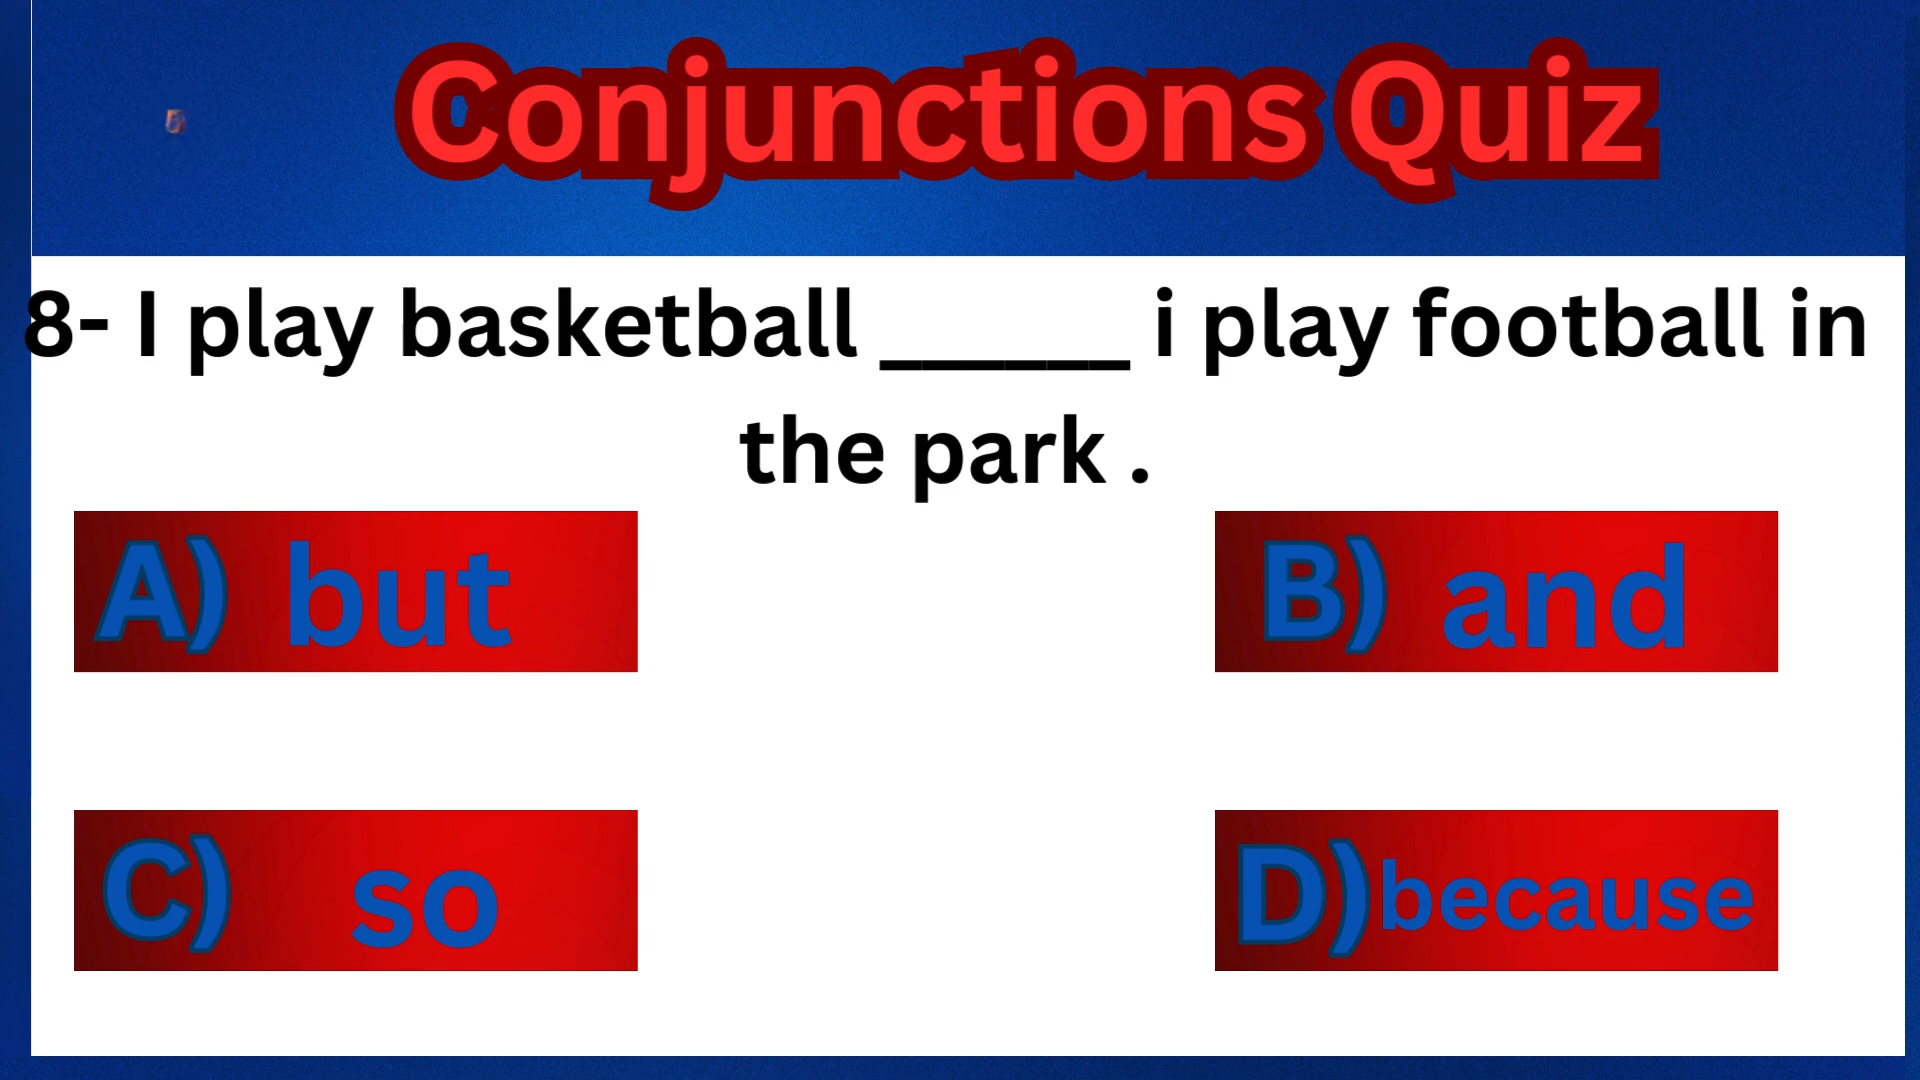 Conjunctions Quiz
8- I play basketball ______ i play football in
the park .
A) but
B) and
C) so
D) because